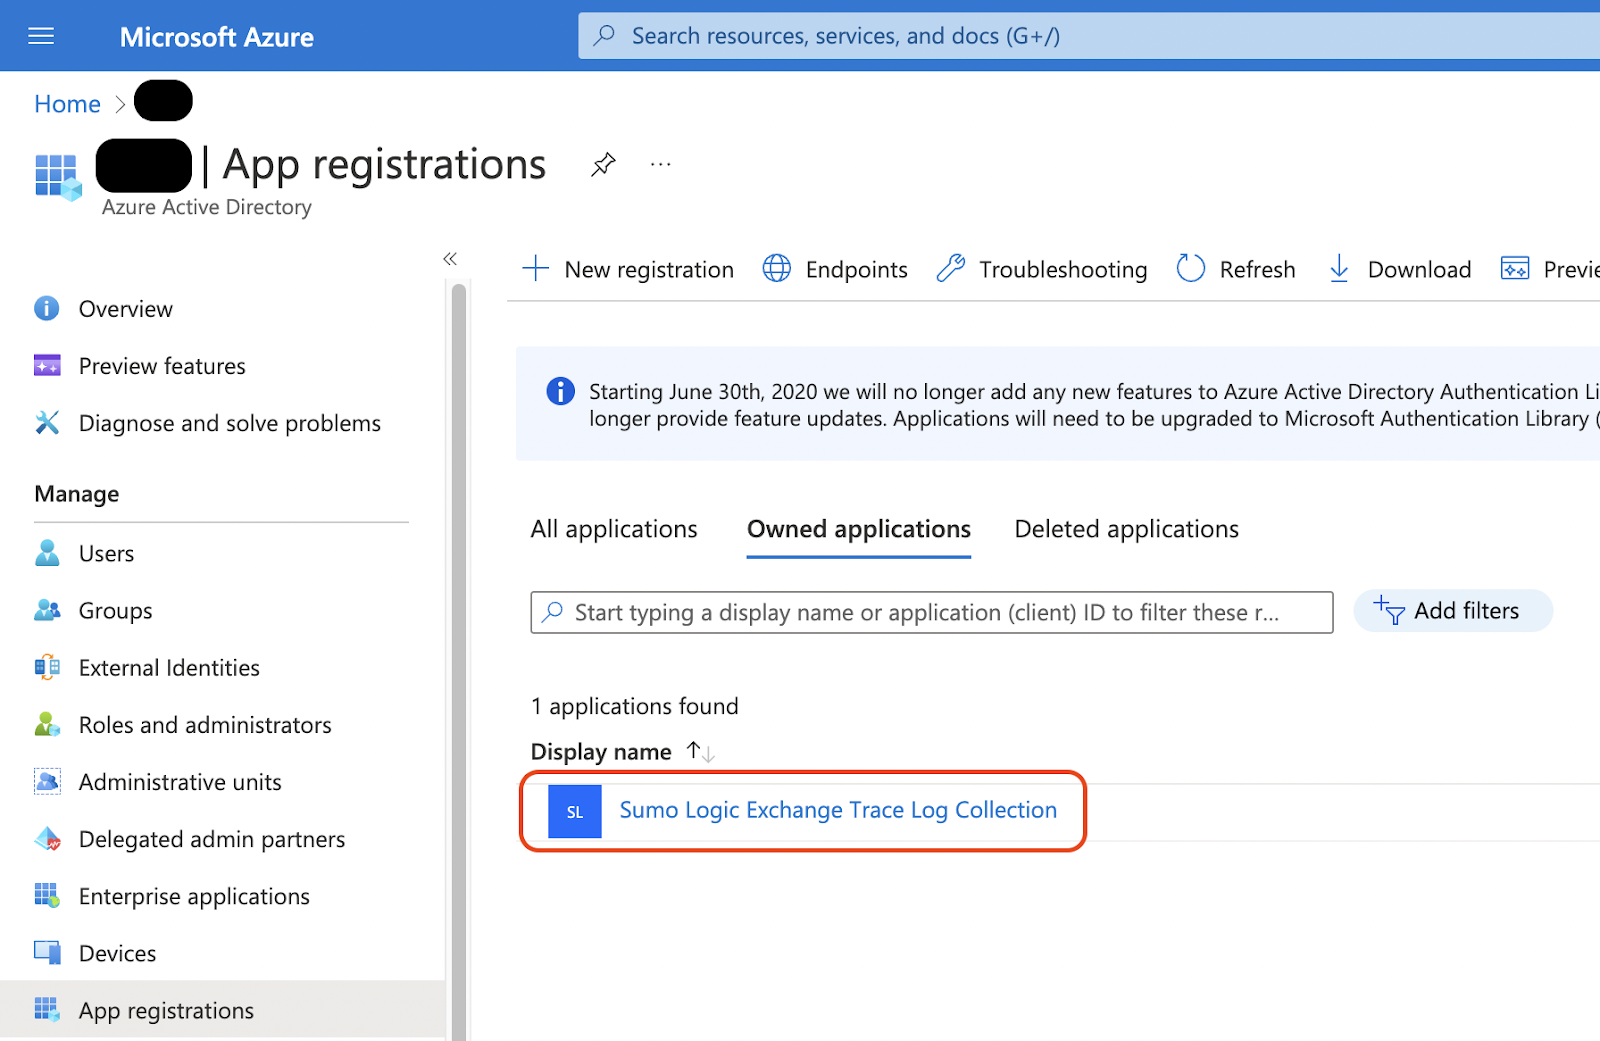 Microsoft Azure
Search resources, services, and docs (G+/)
Home >
| App registrations
Azure Active Directory
«
New registration
Endpoints
Troubleshooting
Refresh
Download
Previe
Overview
Preview features
Diagnose and solve problems
Manage
Users
Groups
External Identities
Roles and administrators
Administrative units
Delegated admin partners
Enterprise applications
Devices
App registrations
Starting June 30th, 2020 we will no longer add any new features to Azure Active Directory Authentication Li
longer provide feature updates. Applications will need to be upgraded to Microsoft Authentication Library (
All applications
Owned applications
Deleted applications
Start typing a display name or application (client) ID to filter these r...
Add filters
1 applications found
Display name ↑↓
SL
Sumo Logic Exchange Trace Log Collection